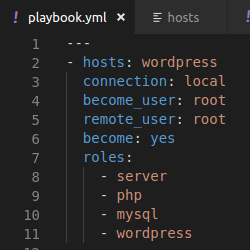 ! playbook.yml × hosts
1 ---
2 - hosts: wordpress
3 connection: local
4 become_user: root
5 remote_user: root
6 become: yes
7 roles:
8 - server
9 - php
10 - mysql
11 - wordpress